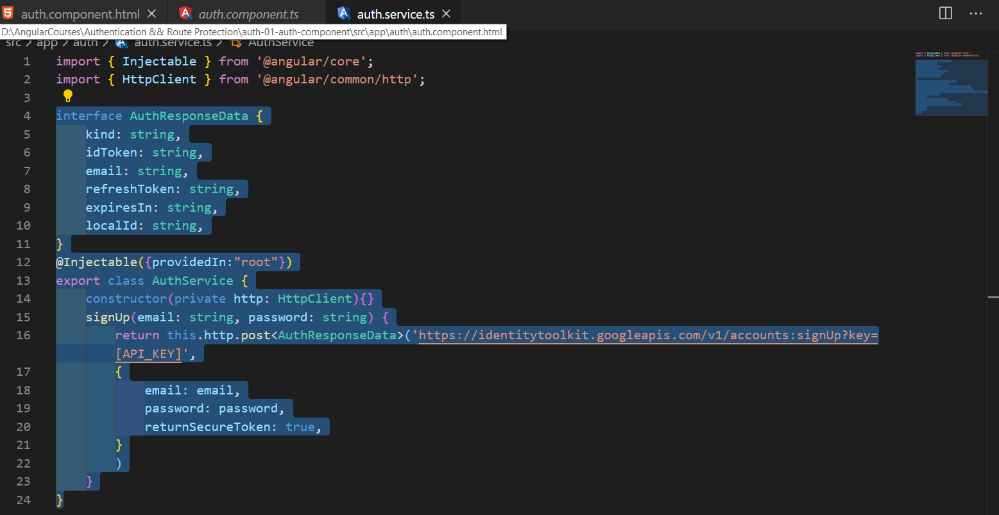 auth.component.html
auth.component.ts
auth.service.ts
D:\AngularCourses\Authentication && Route Protection\auth-01-auth-component\src\app\auth\auth.component.html
src > app > auth > auth.service.ts > AuthService
1 import { Injectable } from '@angular/core';
2 import { HttpClient } from '@angular/common/http';
3
4 interface AuthResponseData {
5 kind: string,
6 idToken: string,
7 email: string,
8 refreshToken: string,
9 expiresIn: string,
10 localId: string,
11 }
12 @Injectable({providedIn:"root"})
13 export class AuthService {
14 constructor(private http: HttpClient){}
15 signUp(email: string, password: string) {
16 return this.http.post<AuthResponseData>('https://identitytoolkit.googleapis.com/v1/accounts:signUp?key=
[API_KEY]',
17 {
18 email: email,
19 password: password,
20 returnSecureToken: true,
21 }
22 )
23 }
24 }